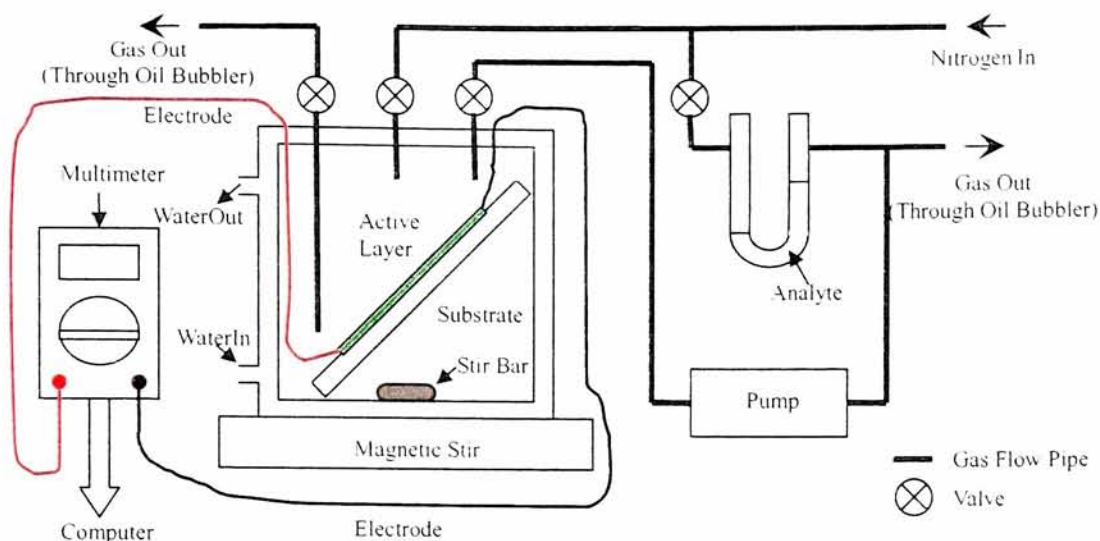 Gas Out
(Through Oil Bubbler)
Nitrogen In
Electrode
Multimeter
WaterOut
Active
Layer
Gas Out
(Through Oil Bubbler)
Analyte
Substrate
WaterIn
Stir Bar
Pump
Magnetic Stir
Gas Flow Pipe
Valve
Computer
Electrode